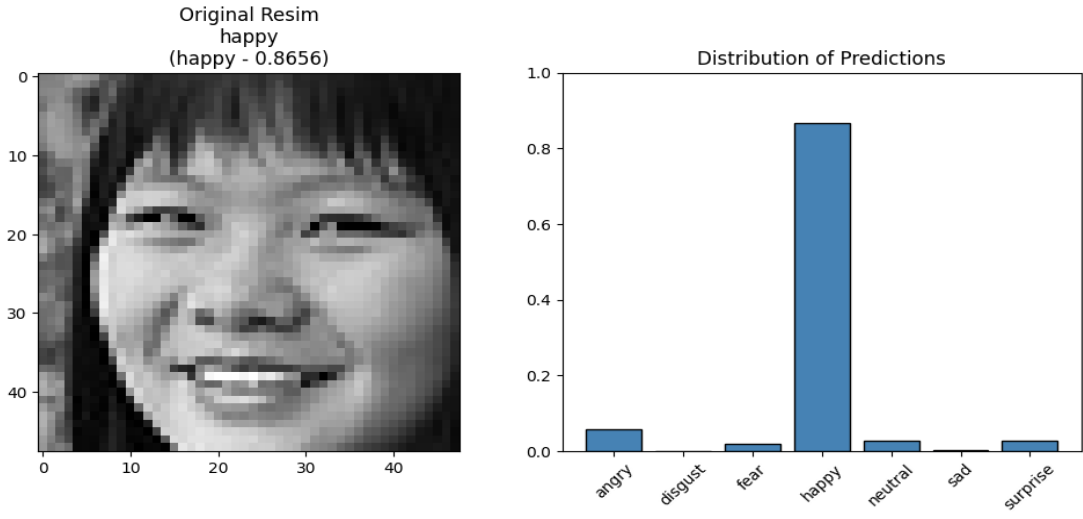 Original Resim
happy
(happy - 0.8656)
0
10
20
30
40
0
10
20
30
40
Distribution of Predictions
1.0
0.8
0.6
0.4
0.2
0.0
angry
disgust
fear
happy
neutral
sad
surprise